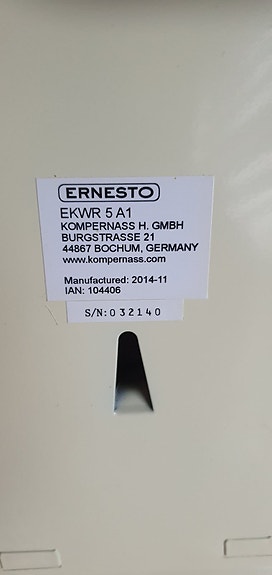 ERNESTO
EKWR 5 A1
KOMPERNASS H. GMBH
BURGSTRASSE 21
44867 BOCHUM, GERMANY
www.kompernass.com
Manufactured: 2014-11
IAN: 104406
S/N:032140